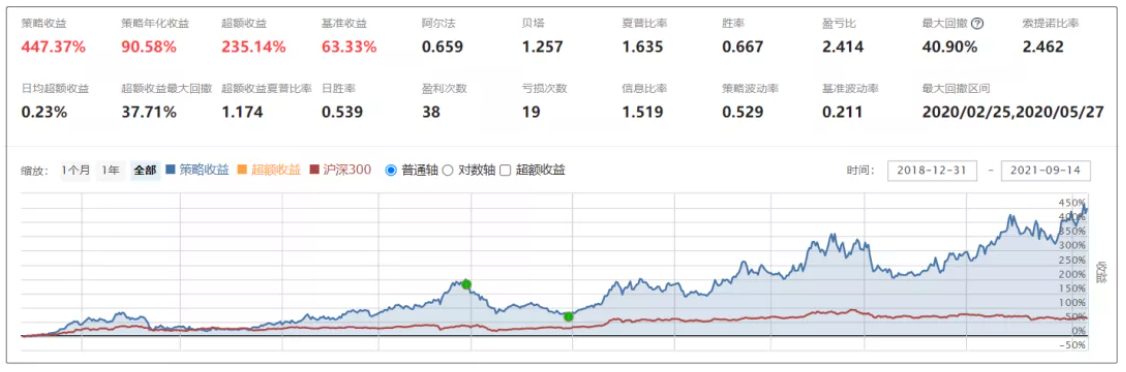 策略收益 策略年化收益 超额收益 基准收益 阿尔法 贝塔 夏普比率 胜率 盈亏比 最大回撤 ? 索提诺比率
447.37% 90.58% 235.14% 63.33% 0.659 1.257 1.635 0.667 2.414 40.90% 2.462
日均超额收益 超额收益最大回撤 超额收益夏普比率 日胜率 盈利次数 亏损次数 信息比率 策略波动率 基准波动率 最大回撤区间
0.23% 37.71% 1.174 0.539 38 19 1.519 0.529 0.211 2020/02/25,2020/05/27
缩放: 1个月 1年 全部 策略收益 超额收益 沪深300 普通轴 对数轴 超额收益 时间: 2018-12-31 - 2021-09-14
450%
400%
350%
300%
250%
200%
150%
100%
50%
0%
-50%
收益